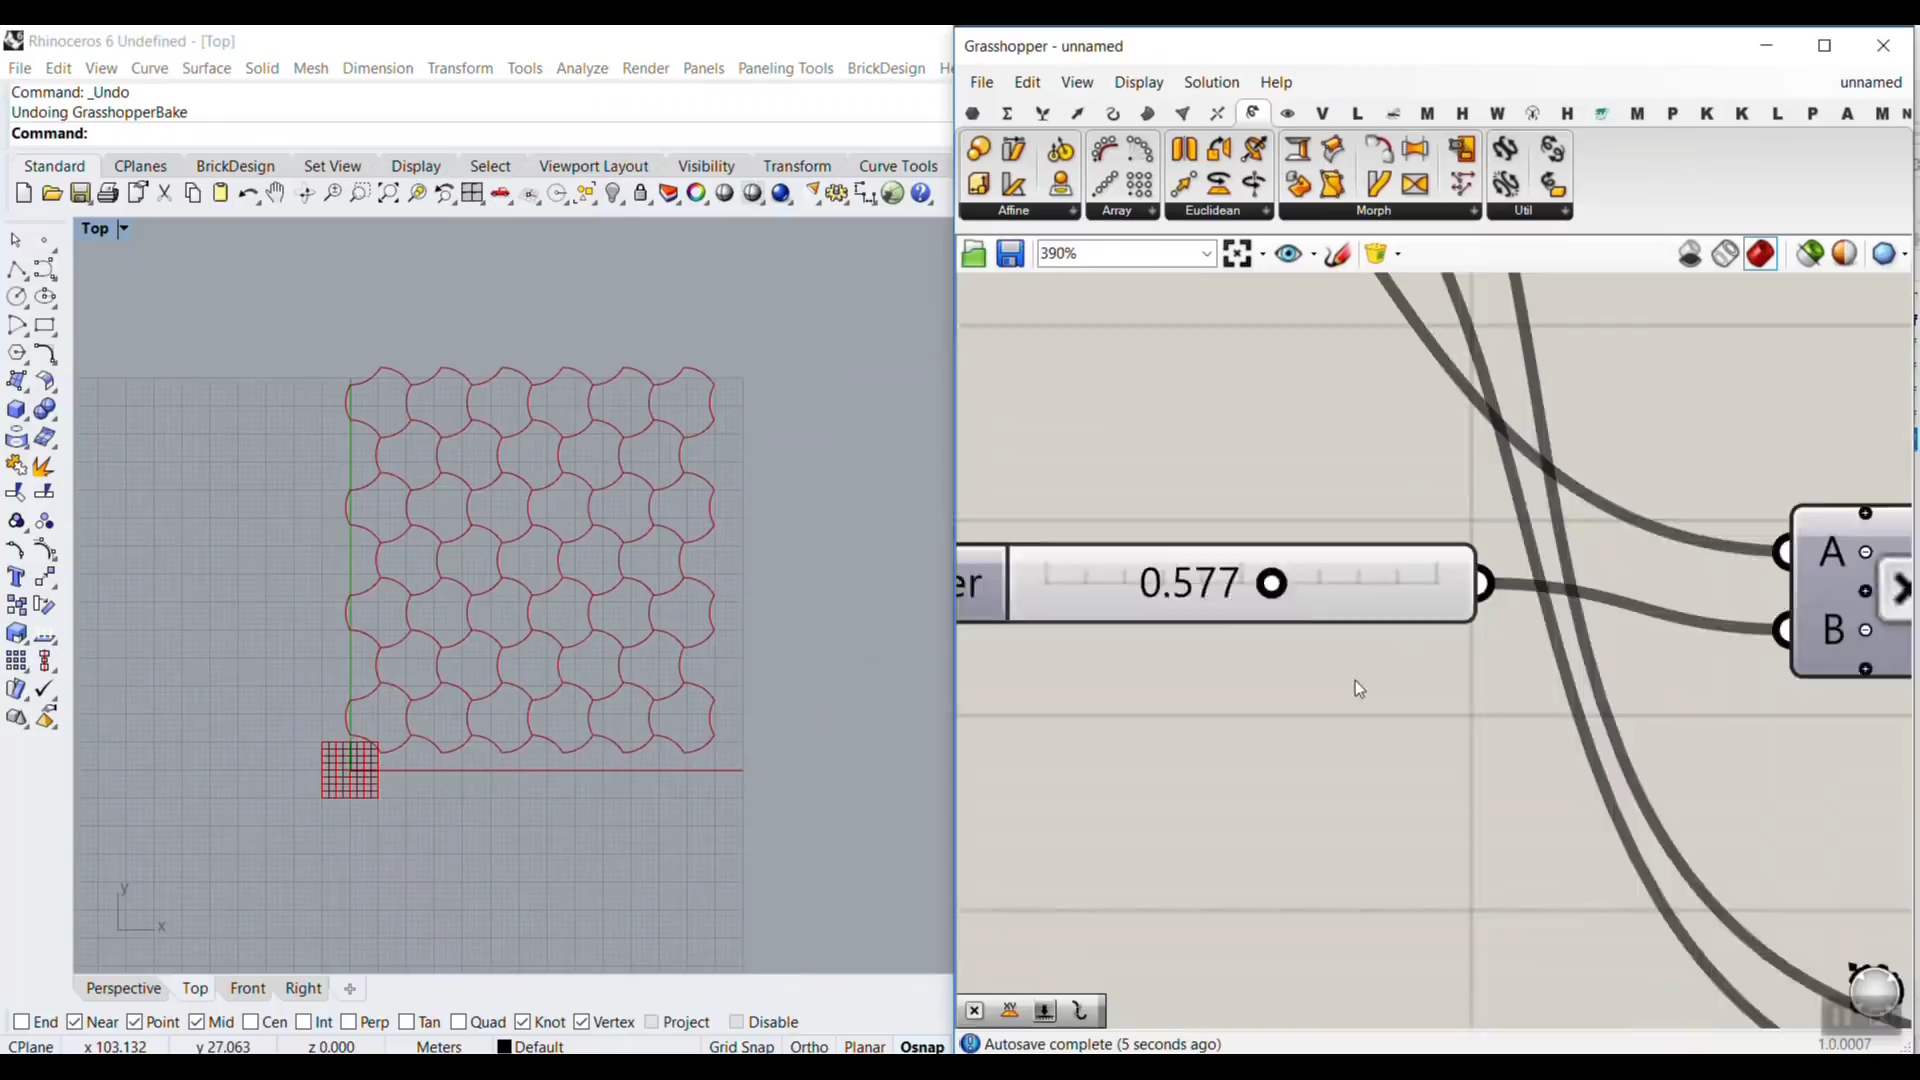 Rhinoceros 6 Undefined - [Top]
File Edit View Curve Surface Solid Mesh Dimension Transform Tools Analyze Render Panels Paneling Tools BrickDesign He
Command: _Undo
Undoing GrasshopperBake
Command:
Standard CPlanes BrickDesign Set View Display Select Viewport Layout Visibility Transform Curve Tools
Top
y
x
Perspective Top Front Right
End Near Point Mid Cen Int Perp Tan Quad Knot Vertex Project Disable
CPlane x 103.132 y 27.063 z 0.000 Meters Default Grid Snap Ortho Planar Osnap
Grasshopper - unnamed
File Edit View Display Solution Help unnamed
V L M H W H M P K K L P A M N
Affine Array Euclidean Morph Util
390%
er 0.577
A
B
XY
Autosave complete (5 seconds ago)
1.0.0007